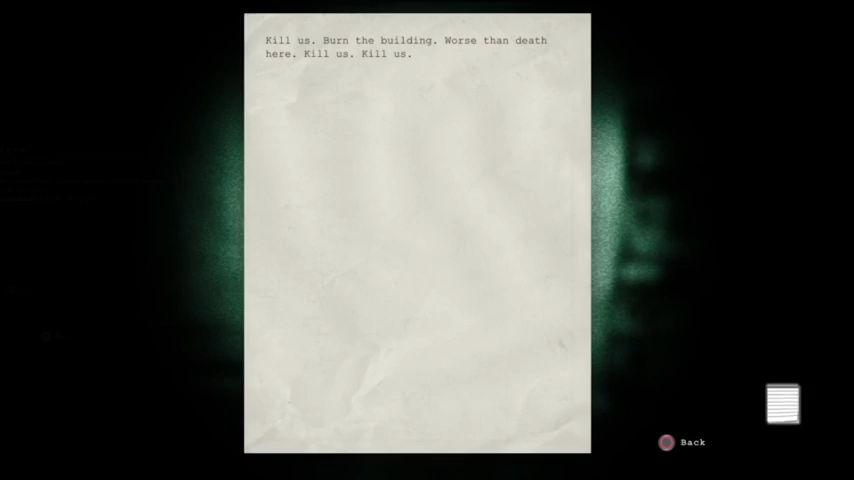 Kill us. Burn the building. Worse than death
here. Kill us. Kill us.
Back